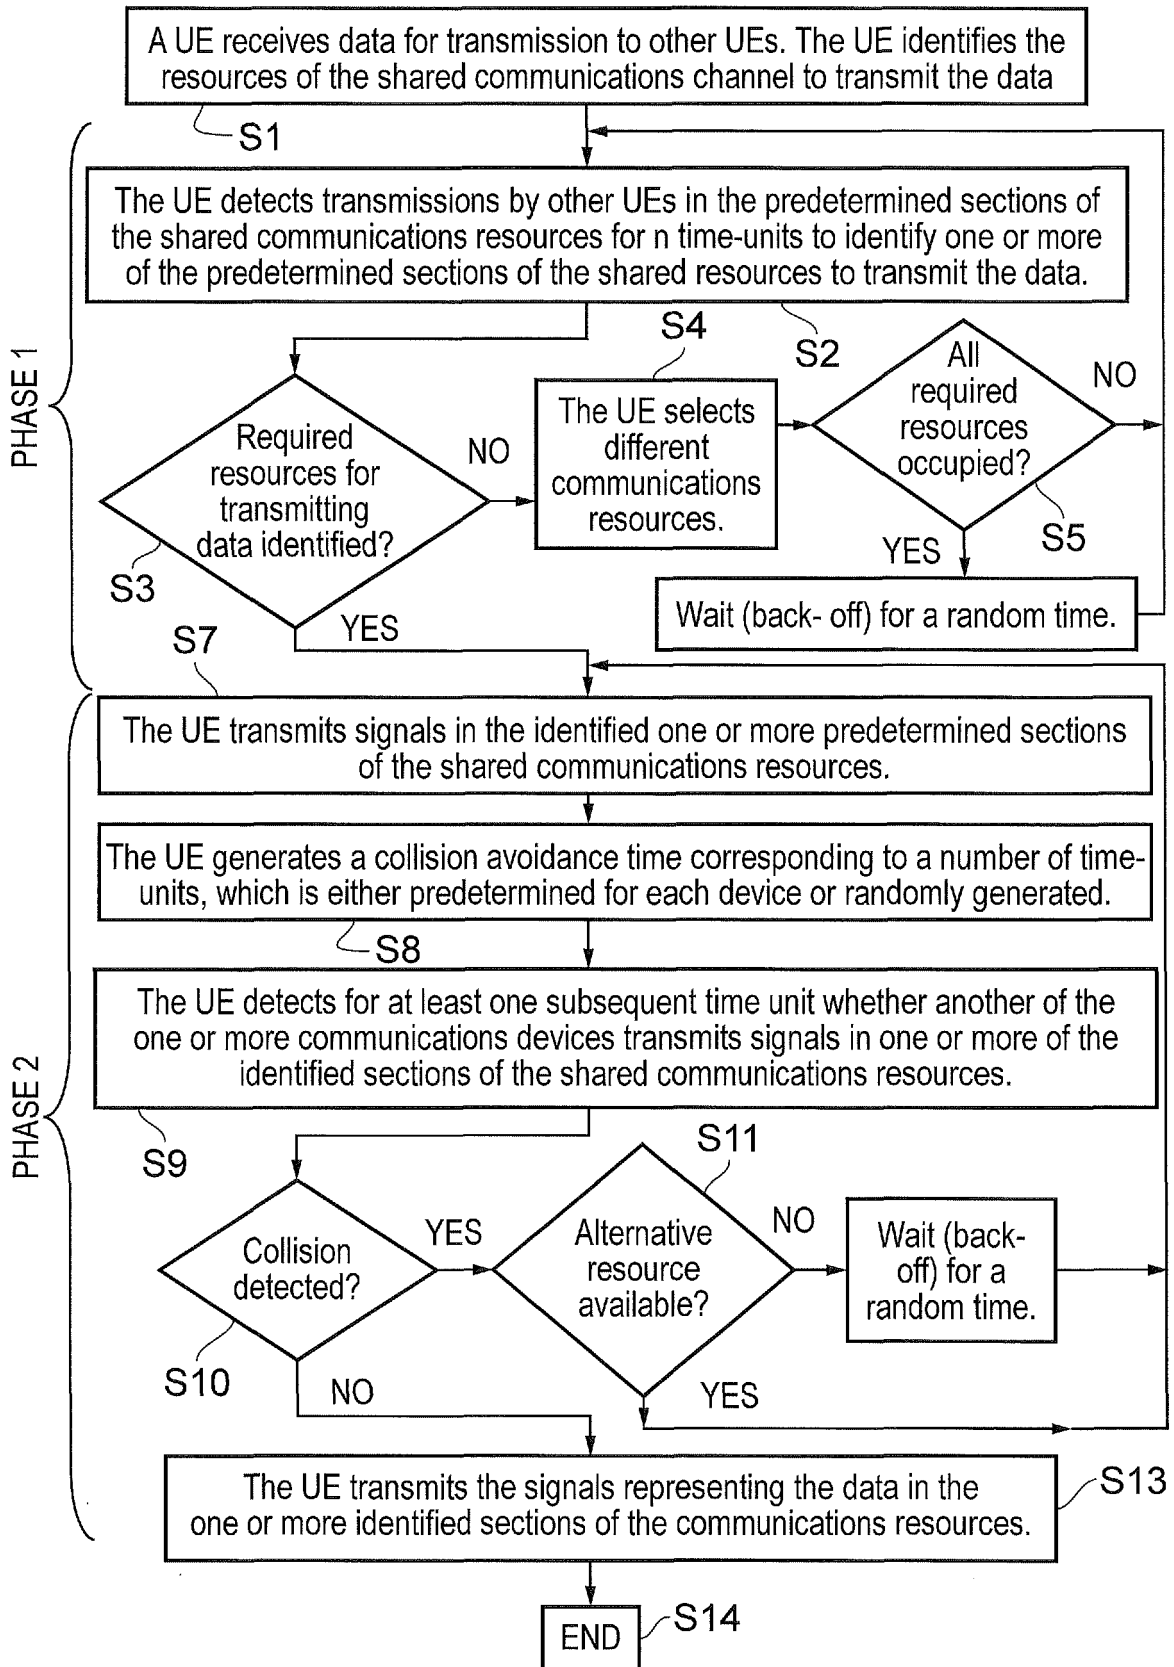 A UE receives data for transmission to other UEs. The UE identifies the
resources of the shared communications channel to transmit the data
S1
PHASE 1
The UE detects transmissions by other UEs in the predetermined sections of
the shared communications resources for n time-units to identify one or more
of the predetermined sections of the shared resources to transmit the data.
S2
Required
resources for
transmitting
data identified?
S3
NO
YES
S4
The UE selects
different
communications
resources.
All
required
resources
occupied?
NO
S5
YES
Wait (back- off) for a random time.
S7
PHASE 2
The UE transmits signals in the identified one or more predetermined sections
of the shared communications resources.
The UE generates a collision avoidance time corresponding to a number of time-
units, which is either predetermined for each device or randomly generated.
S8
The UE detects for at least one subsequent time unit whether another of the
one or more communications devices transmits signals in one or more of the
identified sections of the shared communications resources.
S9
Collision
detected?
S10
YES
NO
S11
Alternative
resource
available?
NO
YES
Wait (back-
off) for a
random time.
The UE transmits the signals representing the data in the
one or more identified sections of the communications resources.
S13
END
S14